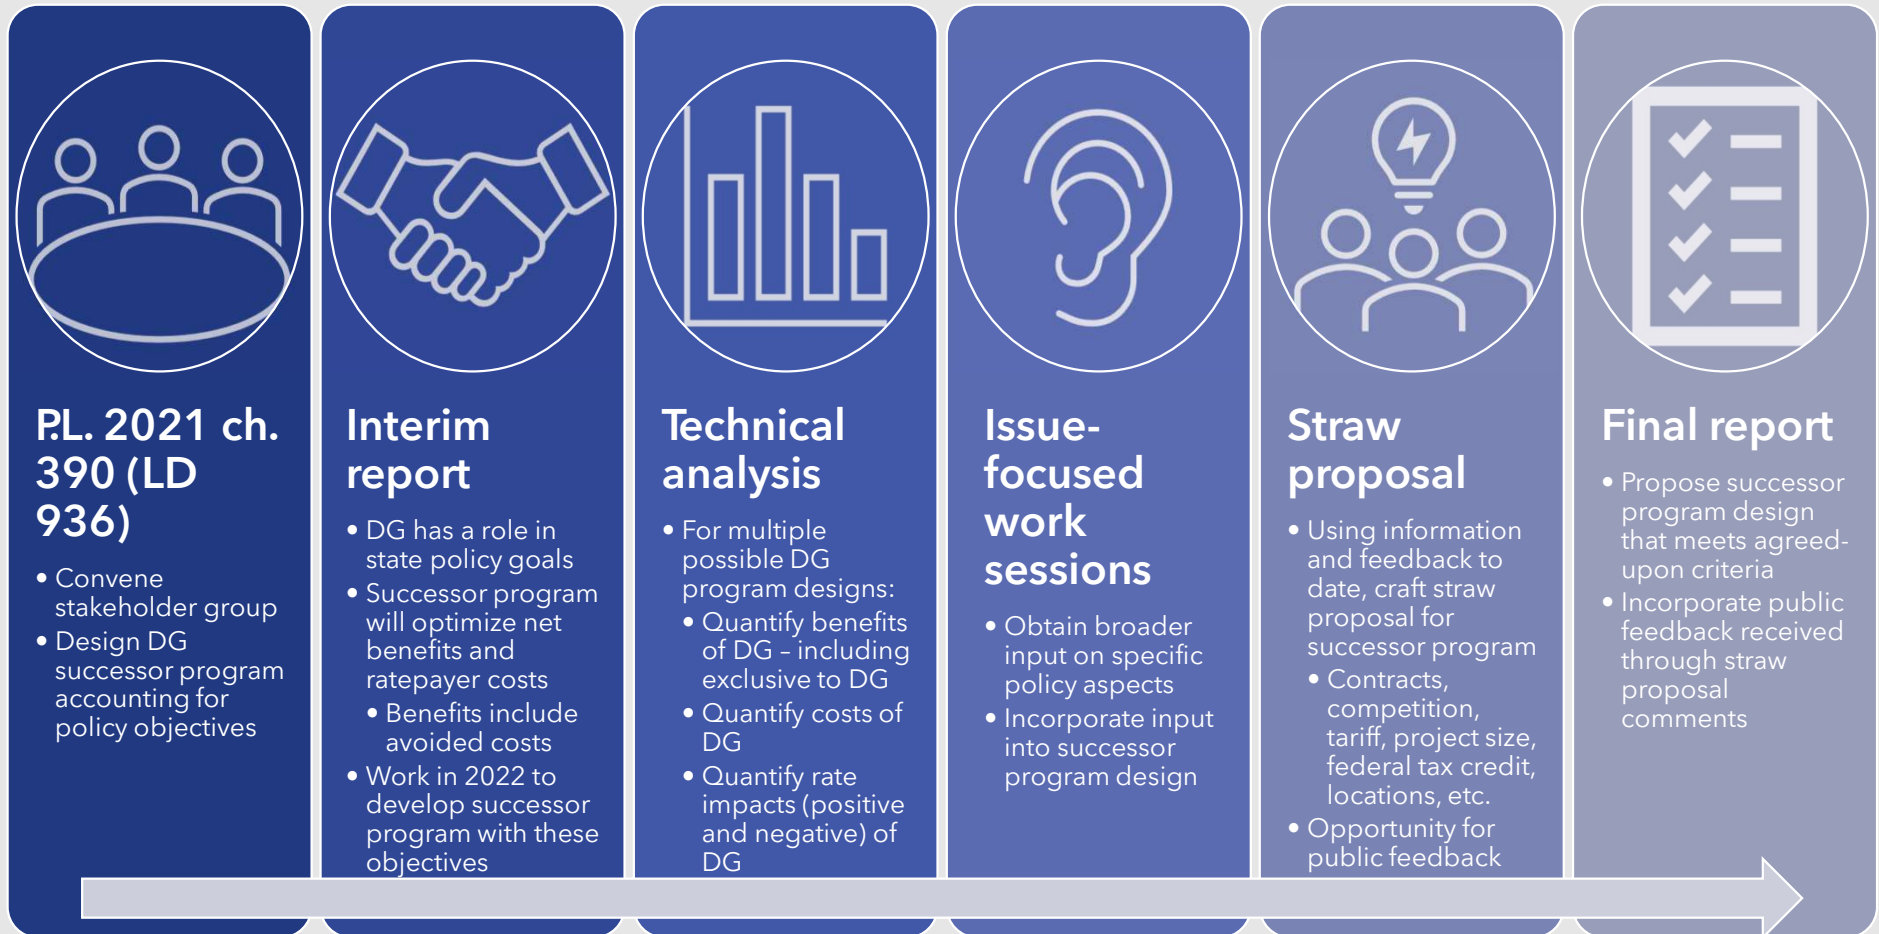 P.L. 2021 ch.
390 (LD
936)
• Convene
stakeholder group
• Design DG
successor program
accounting for
policy objectives
Interim
report
• DG has a role in
state policy goals
• Successor program
will optimize net
benefits and
ratepayer costs
• Benefits include
avoided costs
• Work in 2022 to
develop successor
program with these
objectives
Technical
analysis
• For multiple
possible DG
program designs:
• Quantify benefits
of DG – including
exclusive to DG
• Quantify costs of
DG
• Quantify rate
impacts (positive
and negative) of
DG
Issue-
focused
work
sessions
• Obtain broader
input on specific
policy aspects
• Incorporate input
into successor
program design
Straw
proposal
• Using information
and feedback to
date, craft straw
proposal for
successor program
• Contracts,
competition,
tariff, project size,
federal tax credit,
locations, etc.
• Opportunity for
public feedback
Final report
• Propose successor
program design
that meets agreed-
upon criteria
• Incorporate public
feedback received
through straw
proposal
comments